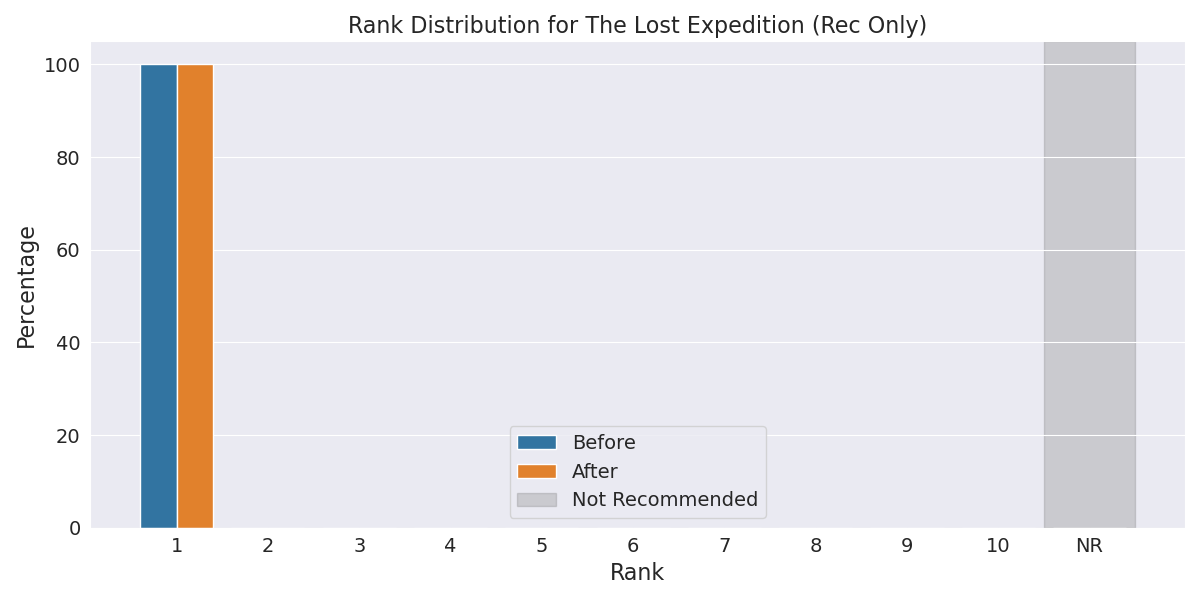 Rank Distribution for The Lost Expedition (Rec Only)
Percentage
100
80
60
40
20
0
Before
After
Not Recommended
1 2 3 4 5 6 7 8 9 10 NR
Rank